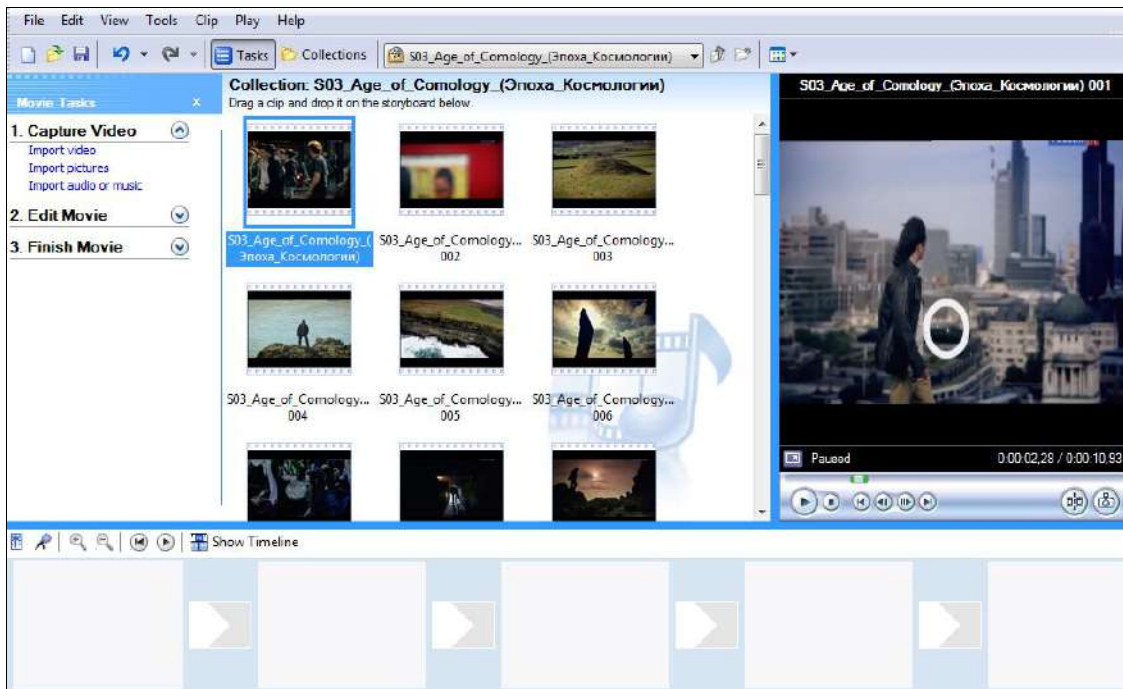 File Edit View Tools Clip Play Help
Tasks Collections S03_Age_of_Comology_(Эпоха_Космологии)
Movie Tasks x
1. Capture Video
Import video
Import pictures
Import audio or music
2. Edit Movie
3. Finish Movie
Collection: S03_Age_of_Comology_(Эпоха_Космологии)
Drag a clip and drop it on the storyboard below.
S03_Age_of_Comology_(
Эпоха_Космологии)
S03_Age_of_Comology...
002
S03_Age_of_Comology...
003
S03_Age_of_Comology...
004
S03_Age_of_Comology...
005
S03_Age_of_Comology...
006
S03_Age_of_Comology_(Эпоха_Космологии) 001
Paused 0:00:02,28 / 0:00:10,93
Show Timeline